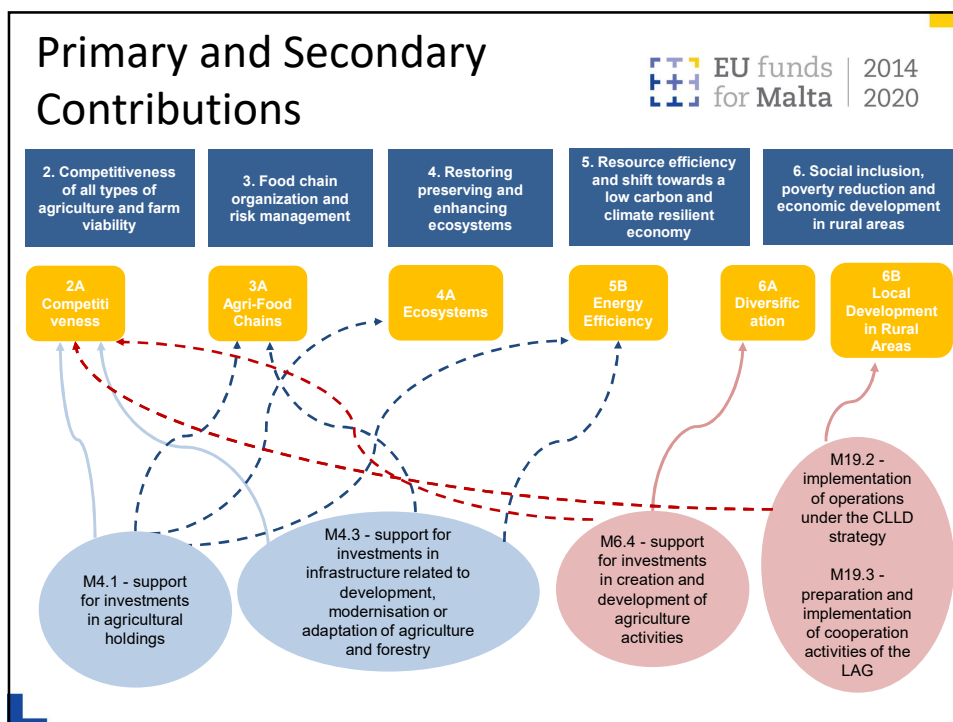 Primary and Secondary
Contributions
EU funds
for Malta
2014
2020
2. Competitiveness
of all types of
agriculture and farm
viability
3. Food chain
organization and
risk management
4. Restoring
preserving and
enhancing
ecosystems
5. Resource efficiency
and shift towards a
low carbon and
climate resilient
economy
6. Social inclusion,
poverty reduction and
economic development
in rural areas
2A
Competiti
veness
3A
Agri-Food
Chains
4A
Ecosystems
5B
Energy
Efficiency
6A
Diversific
ation
6B
Local
Development
in Rural
Areas
M4.1 - support
for investments
in agricultural
holdings
M4.3 - support for
investments in
infrastructure related to
development,
modernisation or
adaptation of agriculture
and forestry
M6.4 - support
for investments
in creation and
development of
agriculture
activities
M19.2 -
implementation
of operations
under the CLLD
strategy
M19.3 -
preparation and
implementation
of cooperation
activities of the
LAG